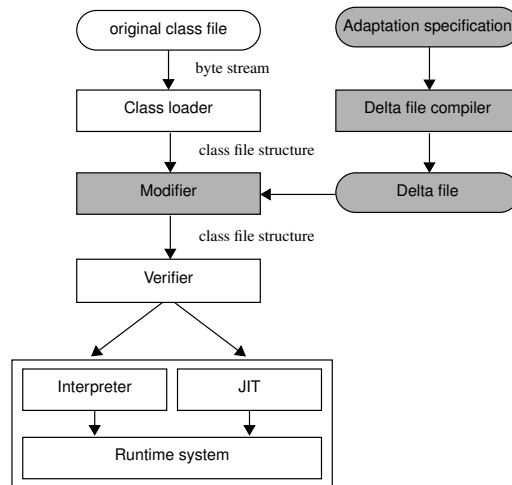 original class file
Adaptation specification
byte stream
Class loader
Delta file compiler
class file structure
Modifier
Delta file
class file structure
Verifier
Interpreter
JIT
Runtime system